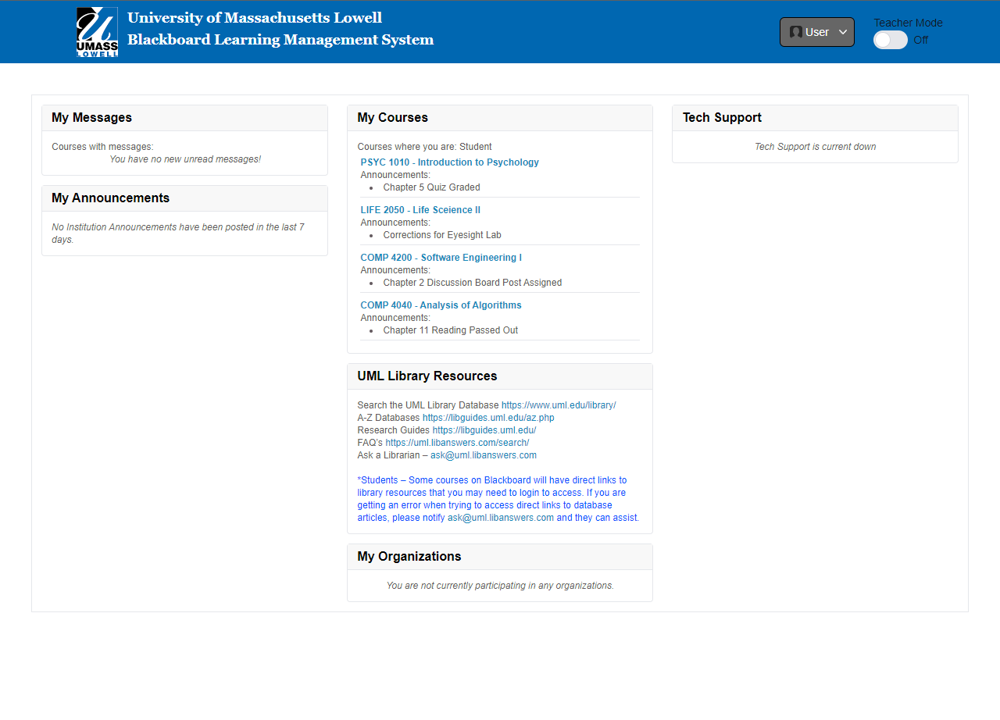 UMASS
LOWELL
University of Massachusetts Lowell
Blackboard Learning Management System
User
Teacher Mode
Off
My Messages
Courses with messages:
You have no new unread messages!
My Announcements
No Institution Announcements have been posted in the last 7
days.
My Courses
Courses where you are: Student
PSYC 1010 - Introduction to Psychology
Announcements:
• Chapter 5 Quiz Graded
LIFE 2050 - Life Sceience II
Announcements:
• Corrections for Eyesight Lab
COMP 4200 - Software Engineering I
Announcements:
• Chapter 2 Discussion Board Post Assigned
COMP 4040 - Analysis of Algorithms
Announcements:
• Chapter 11 Reading Passed Out
UML Library Resources
Search the UML Library Database https://www.uml.edu/library/
A-Z Databases https://libguides.uml.edu/az.php
Research Guides https://libguides.uml.edu/
FAQ's https://uml.libanswers.com/search/
Ask a Librarian – ask@uml.libanswers.com
*Students – Some courses on Blackboard will have direct links to
library resources that you may need to login to access. If you are
getting an error when trying to access direct links to database
articles, please notify ask@uml.libanswers.com and they can assist.
My Organizations
You are not currently participating in any organizations.
Tech Support
Tech Support is current down